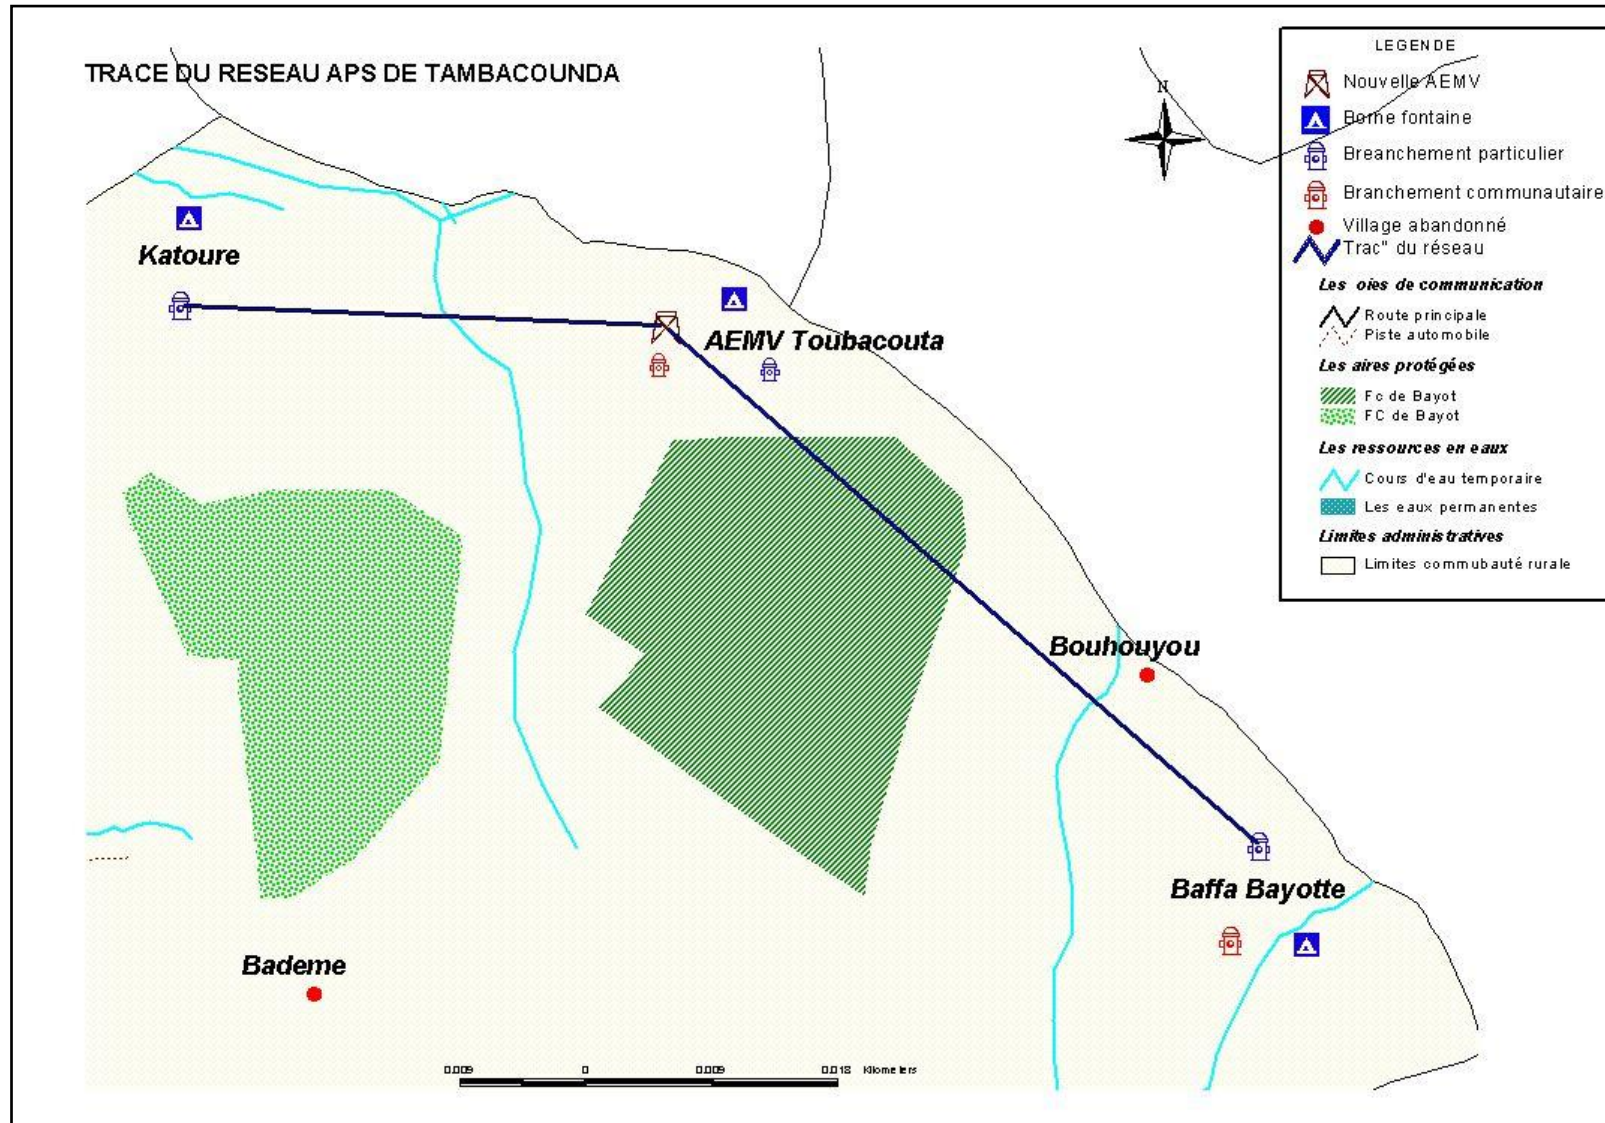 TRACE DU RESEAU APS DE TAMBACOUNDA
N
LEGENDE
Nouvelle AEMV
Borne fontaine
Breanchement particulier
Branchement communautaire
Village abandonné
Trac" du réseau
Les oies de communication
Route principale
Piste automobile
Les aires protégées
Fc de Bayot
FC de Bayot
Les ressources en eaux
Cours d'eau temporaire
Les eaux permanentes
Limites administratives
Limites commubauté rurale
Katoure
AEMV Toubacouta
Bouhouyou
Baffa Bayotte
Bademe
0.009 0 0.009 0.018 Kilometers